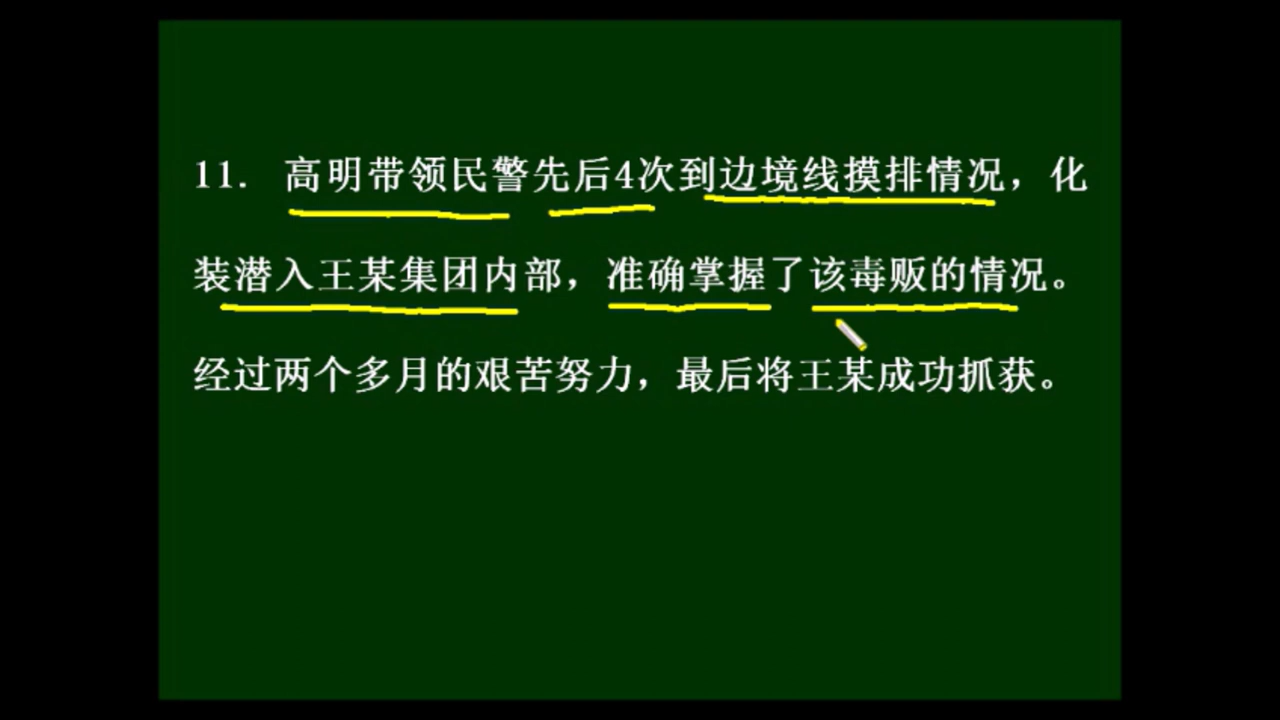 11. 高明带领民警先后4次到边境线摸排情况，化
装潜入王某集团内部，准确掌握了该毒贩的情况。
经过两个多月的艰苦努力，最后将王某成功抓获。